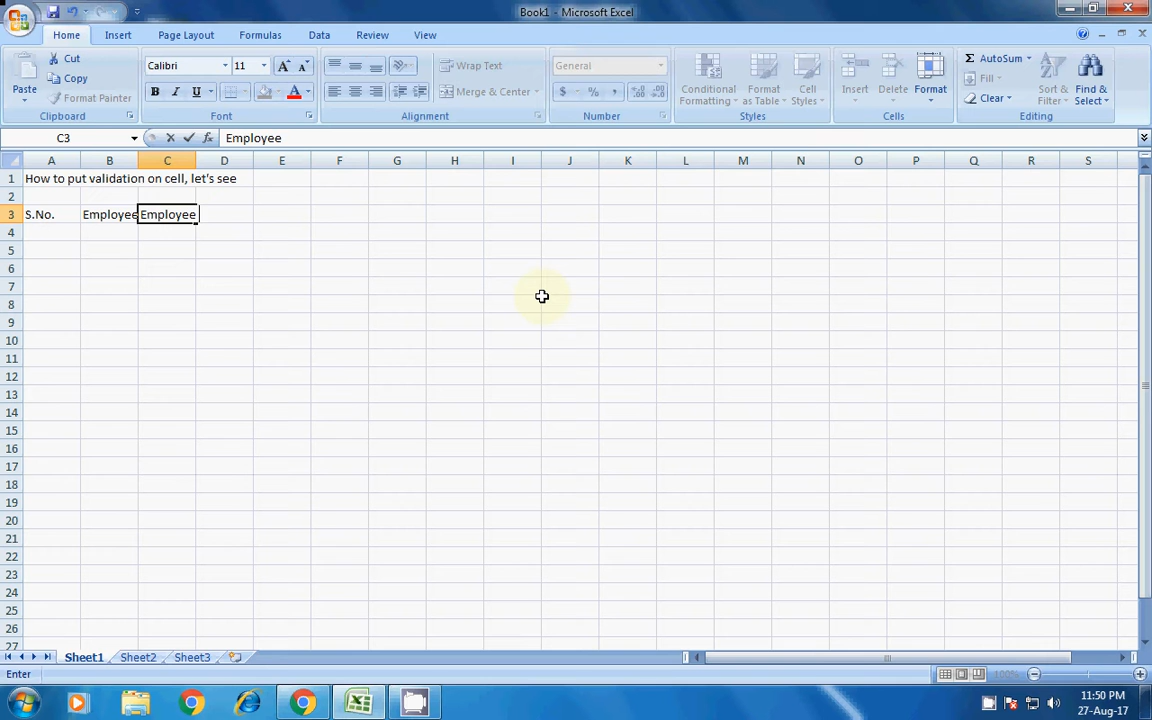 Book1 - Microsoft Excel
Home Insert Page Layout Formulas Data Review View
Cut
Copy
Format Painter
Paste
Clipboard
Calibri 11
B I U
Font
Wrap Text
Merge & Center
Alignment
General
$ % ,
Number
Conditional Formatting
Format as Table
Cell Styles
Styles
Insert Delete Format
Cells
AutoSum
Fill
Clear
Sort & Filter
Find & Select
Editing
C3 Employee
A B C D E F G H I J K L M N O P Q R S
1 How to put validation on cell, let's see
2
3 S.No. Employee Employee
4
5
6
7
8
9
10
11
12
13
14
15
16
17
18
19
20
21
22
23
24
25
26
27
Sheet1 Sheet2 Sheet3
Enter 100%
11:50 PM
27-Aug-17